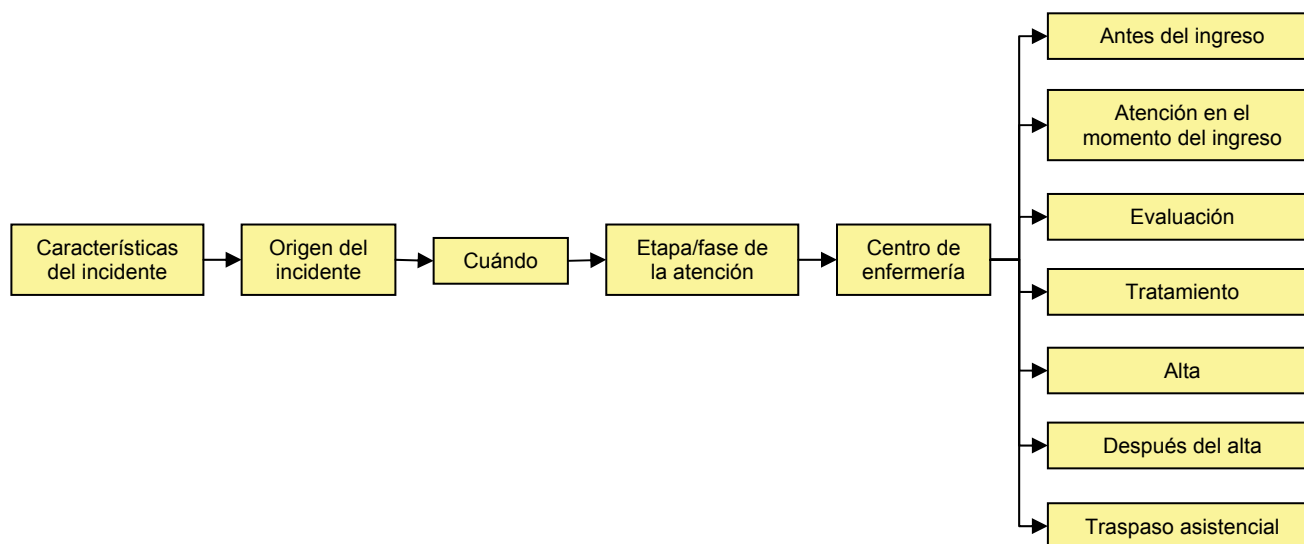 Antes del ingreso
Atención en el
momento del ingreso
Evaluación
Características
del incidente
Origen del
incidente
Cuándo
Etapa/fase de
la atención
Centro de
enfermería
Tratamiento
Alta
Después del alta
Traspaso asistencial